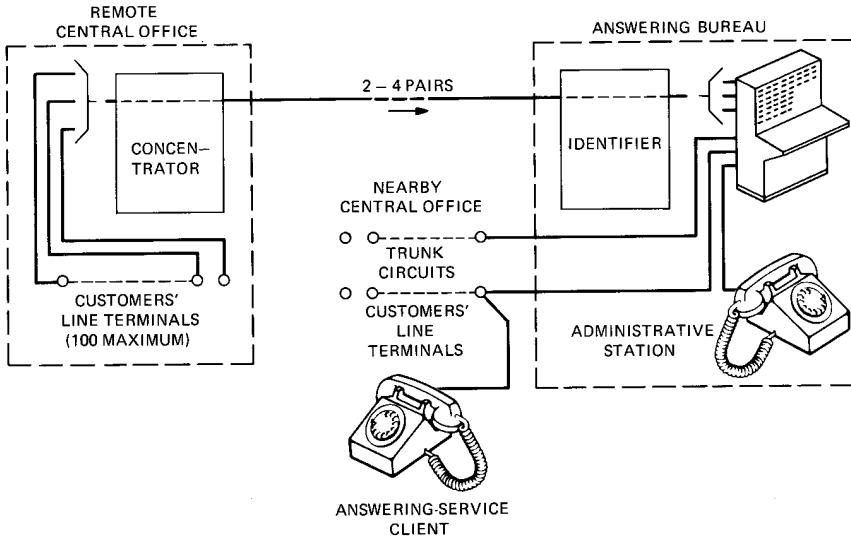 REMOTE
CENTRAL OFFICE
CONCEN-
TRATOR
CUSTOMERS'
LINE TERMINALS
(100 MAXIMUM)
2 – 4 PAIRS
NEARBY
CENTRAL OFFICE
TRUNK
CIRCUITS
CUSTOMERS'
LINE
TERMINALS
ANSWERING-SERVICE
CLIENT
ANSWERING BUREAU
IDENTIFIER
ADMINISTRATIVE
STATION